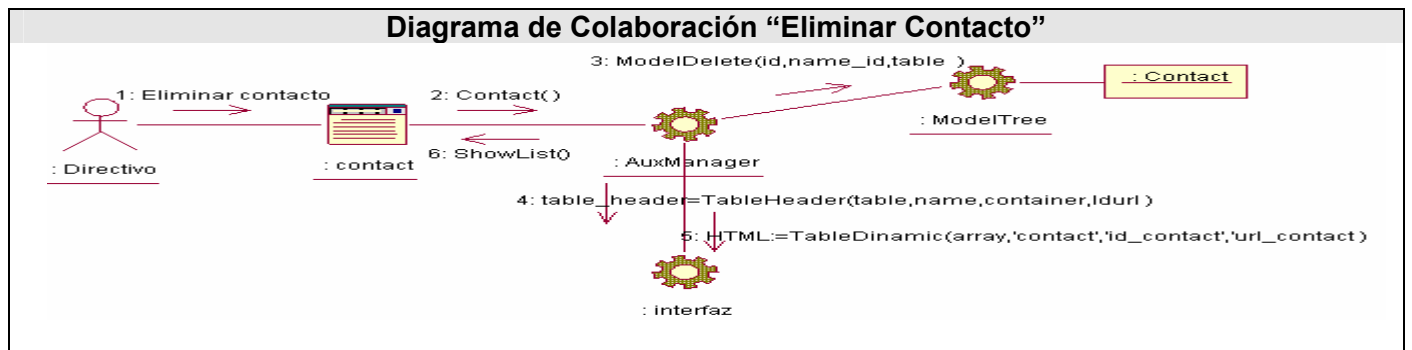 Diagrama de Colaboración “Eliminar Contacto”
3: ModelDelete(id,name_id,table )
: Contact
1: Eliminar contacto
2: Contact()
: ModelTree
6: ShowList()
: Directivo
: contact
: AuxManager
4: table_header=TableHeader(table,name,container,Idurl )
5: HTML:=TableDinamic(array,'contact','id_contact','url_contact )
: interfaz